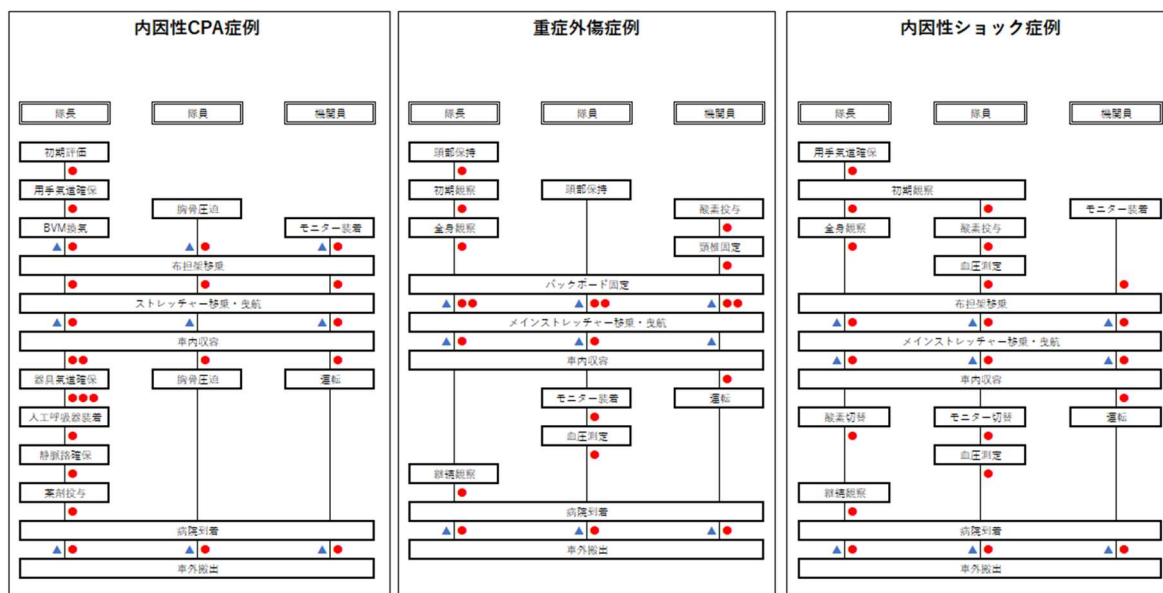 内因性CPA症例
隊長
隊員
機関員
初期評価
用手気道確保
胸骨圧迫
BVM換気
モニター装着
布担架移乗
ストレッチャー移乗・曳航
車内収容
器具気道確保
胸骨圧迫
運転
人工呼吸器装着
静脈路確保
薬剤投与
病院到着
車外搬出
重症外傷症例
隊長
隊員
機関員
頭部保持
初期観察
頭部保持
酸素投与
全身観察
頸椎固定
バックボード固定
メインストレッチャー移乗・曳航
車内収容
モニター装着
運転
血圧測定
継続観察
病院到着
車外搬出
内因性ショック症例
隊長
隊員
機関員
用手気道確保
初期観察
モニター装着
全身観察
酸素投与
血圧測定
布担架移乗
メインストレッチャー移乗・曳航
車内収容
酸素切替
モニター切替
運転
血圧測定
継続観察
病院到着
車外搬出